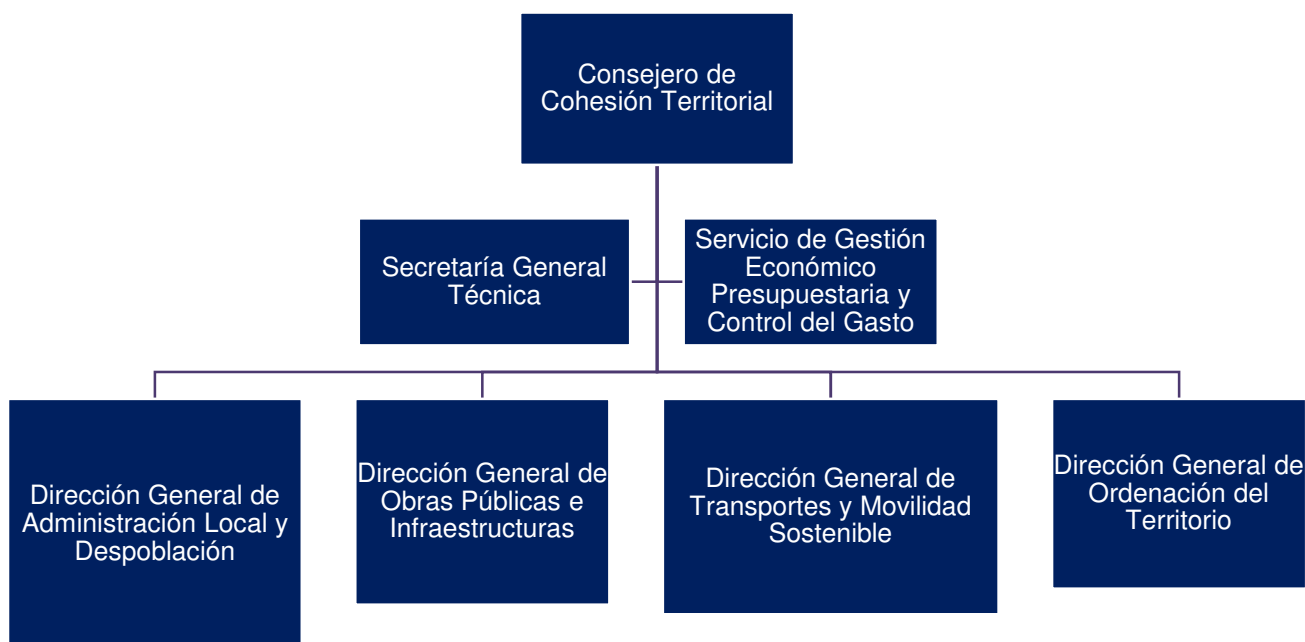 Consejero de
Cohesión Territorial
Secretaría General
Técnica
Servicio de Gestión
Económico
Presupuestaria y
Control del Gasto
Dirección General de
Administración Local y
Despoblación
Dirección General de
Obras Públicas e
Infraestructuras
Dirección General de
Transportes y Movilidad
Sostenible
Dirección General de
Ordenación del
Territorio